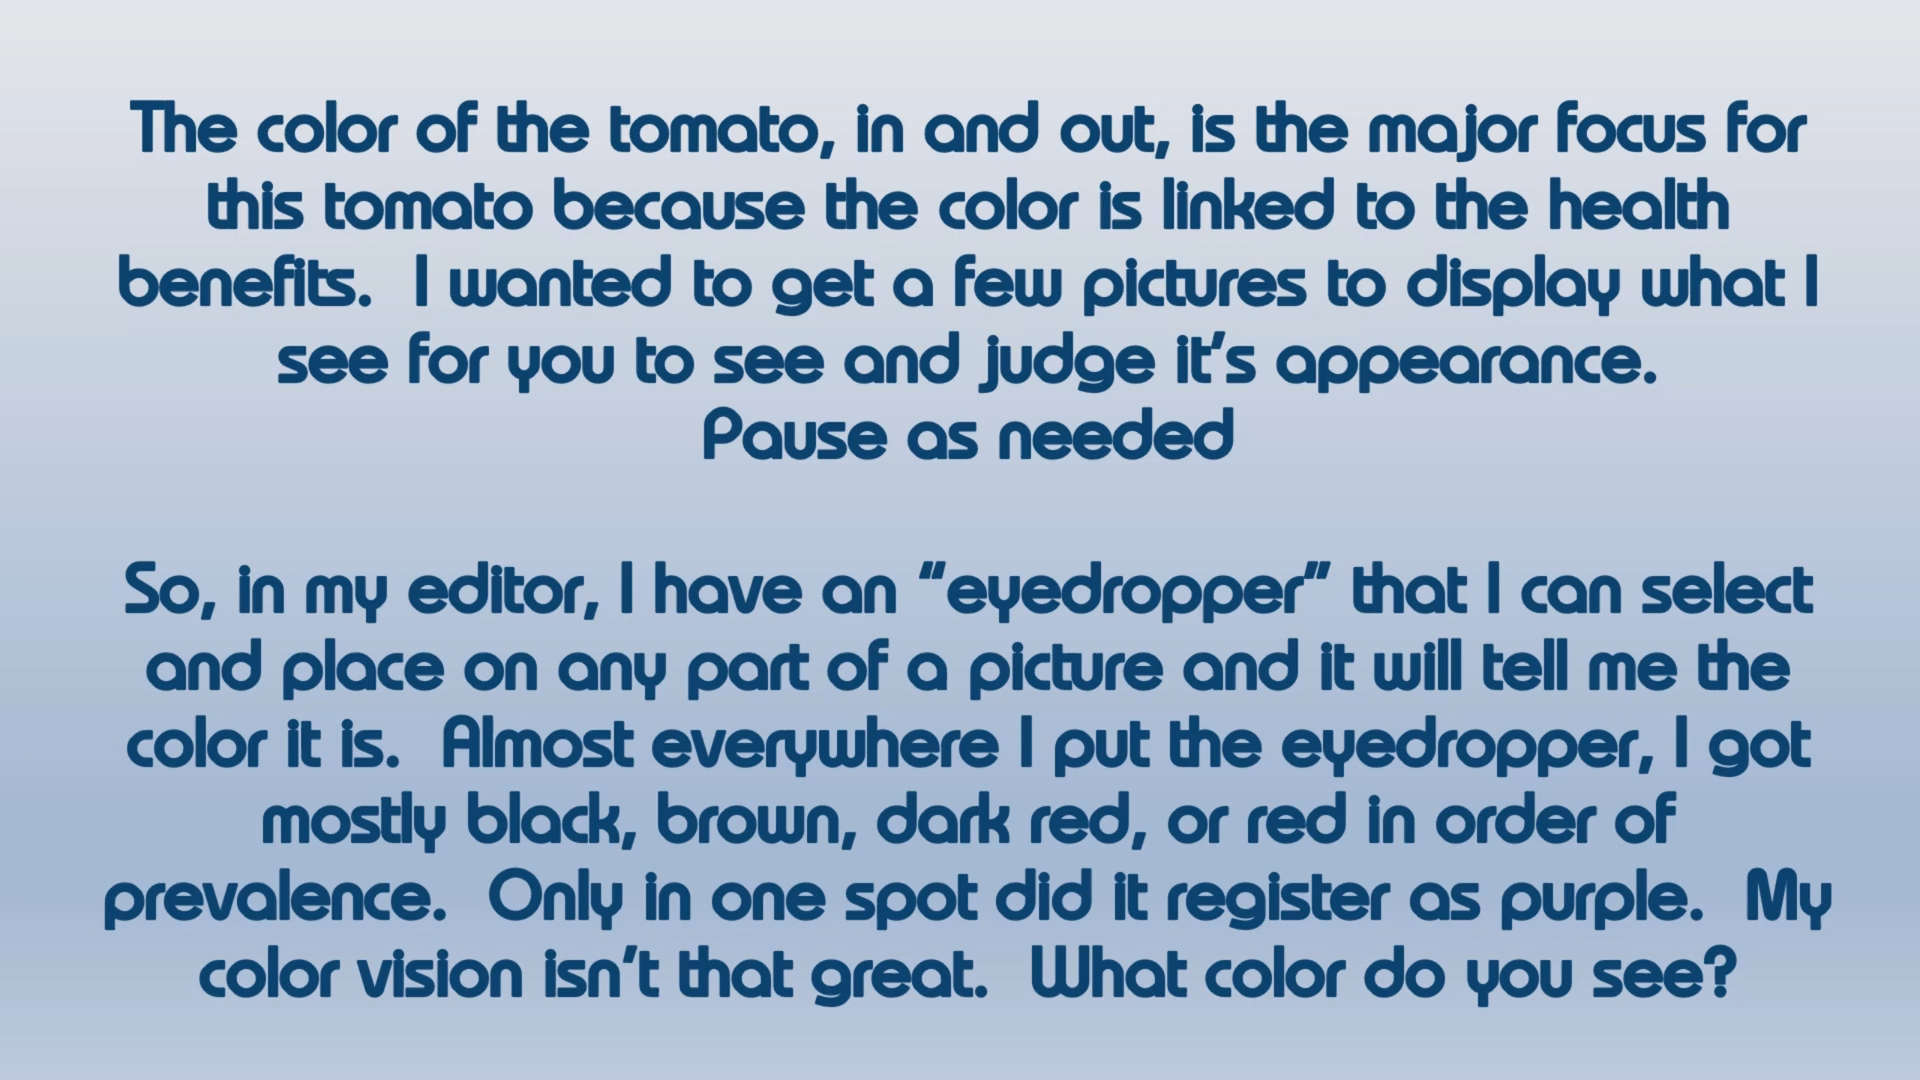 The color of the tomato, in and out, is the major focus for
this tomato because the color is linked to the health
benefits.  I wanted to get a few pictures to display what I
see for you to see and judge it's appearance.
Pause as needed
So, in my editor, I have an "eyedropper" that I can select
and place on any part of a picture and it will tell me the
color it is.  Almost everywhere I put the eyedropper, I got
mostly black, brown, dark red, or red in order of
prevalence.  Only in one spot did it register as purple.  My
color vision isn't that great.  What color do you see?